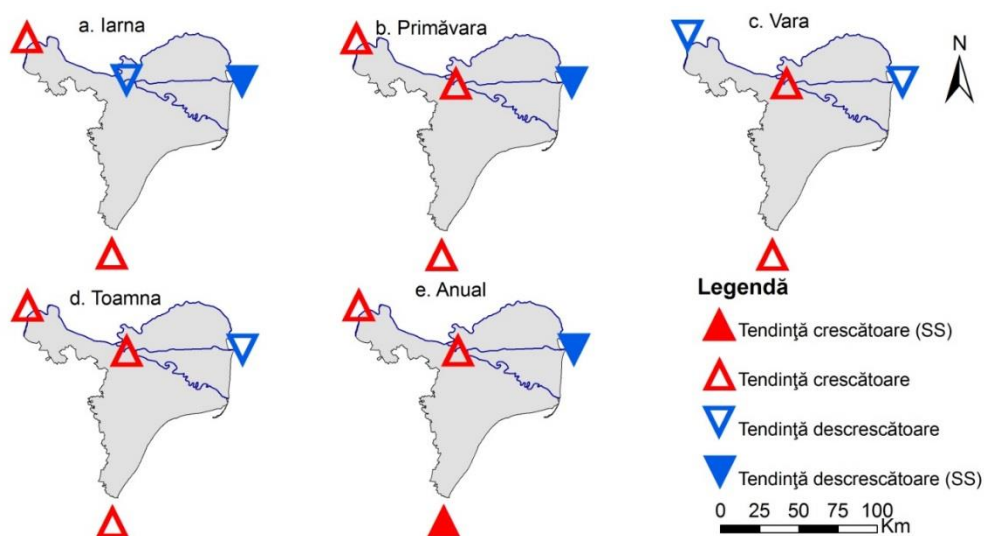 a. Iarna
b. Primăvara
c. Vara
N
d. Toamna
e. Anual
Legendă
Tendinţă crescătoare (SS)
Tendinţă crescătoare
Tendinţă descrescătoare
Tendinţă descrescătoare (SS)
0 25 50 75 100
Km